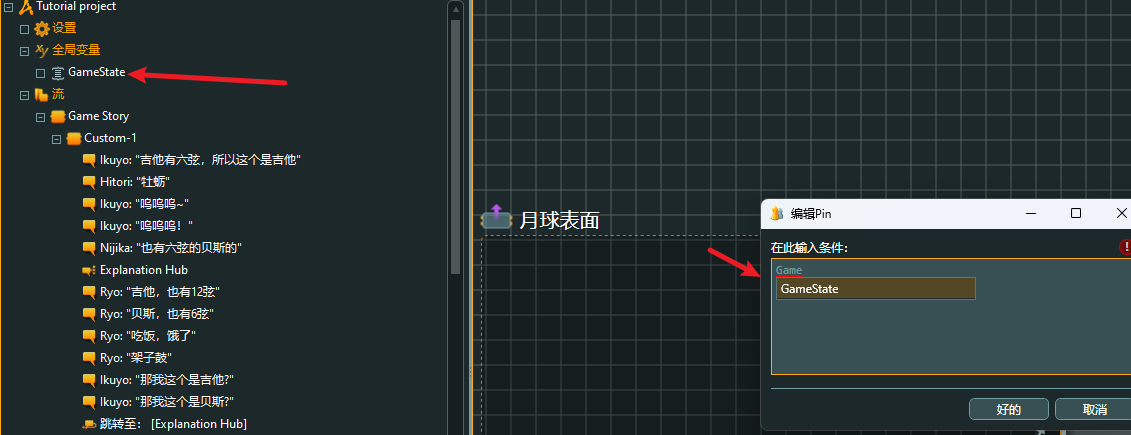 Tutorial project
设置
xy 全局变量
GameState
流
Game Story
Custom-1
Ikuyo: "吉他有六弦，所以这个是吉他"
Hitori: "牡蛎"
Ikuyo: "呜呜呜~"
Ikuyo: "呜呜呜！"
Nijika: "也有六弦的贝斯的"
Explanation Hub
Ryo: "吉他，也有12弦"
Ryo: "贝斯，也有6弦"
Ryo: "吃饭，饿了"
Ryo: "架子鼓"
Ikuyo: "那我这个是吉他?"
Ikuyo: "那我这个是贝斯?"
跳转至： [Explanation Hub]
月球表面
编辑Pin
在此输入条件：
Game
GameState
好的
取消